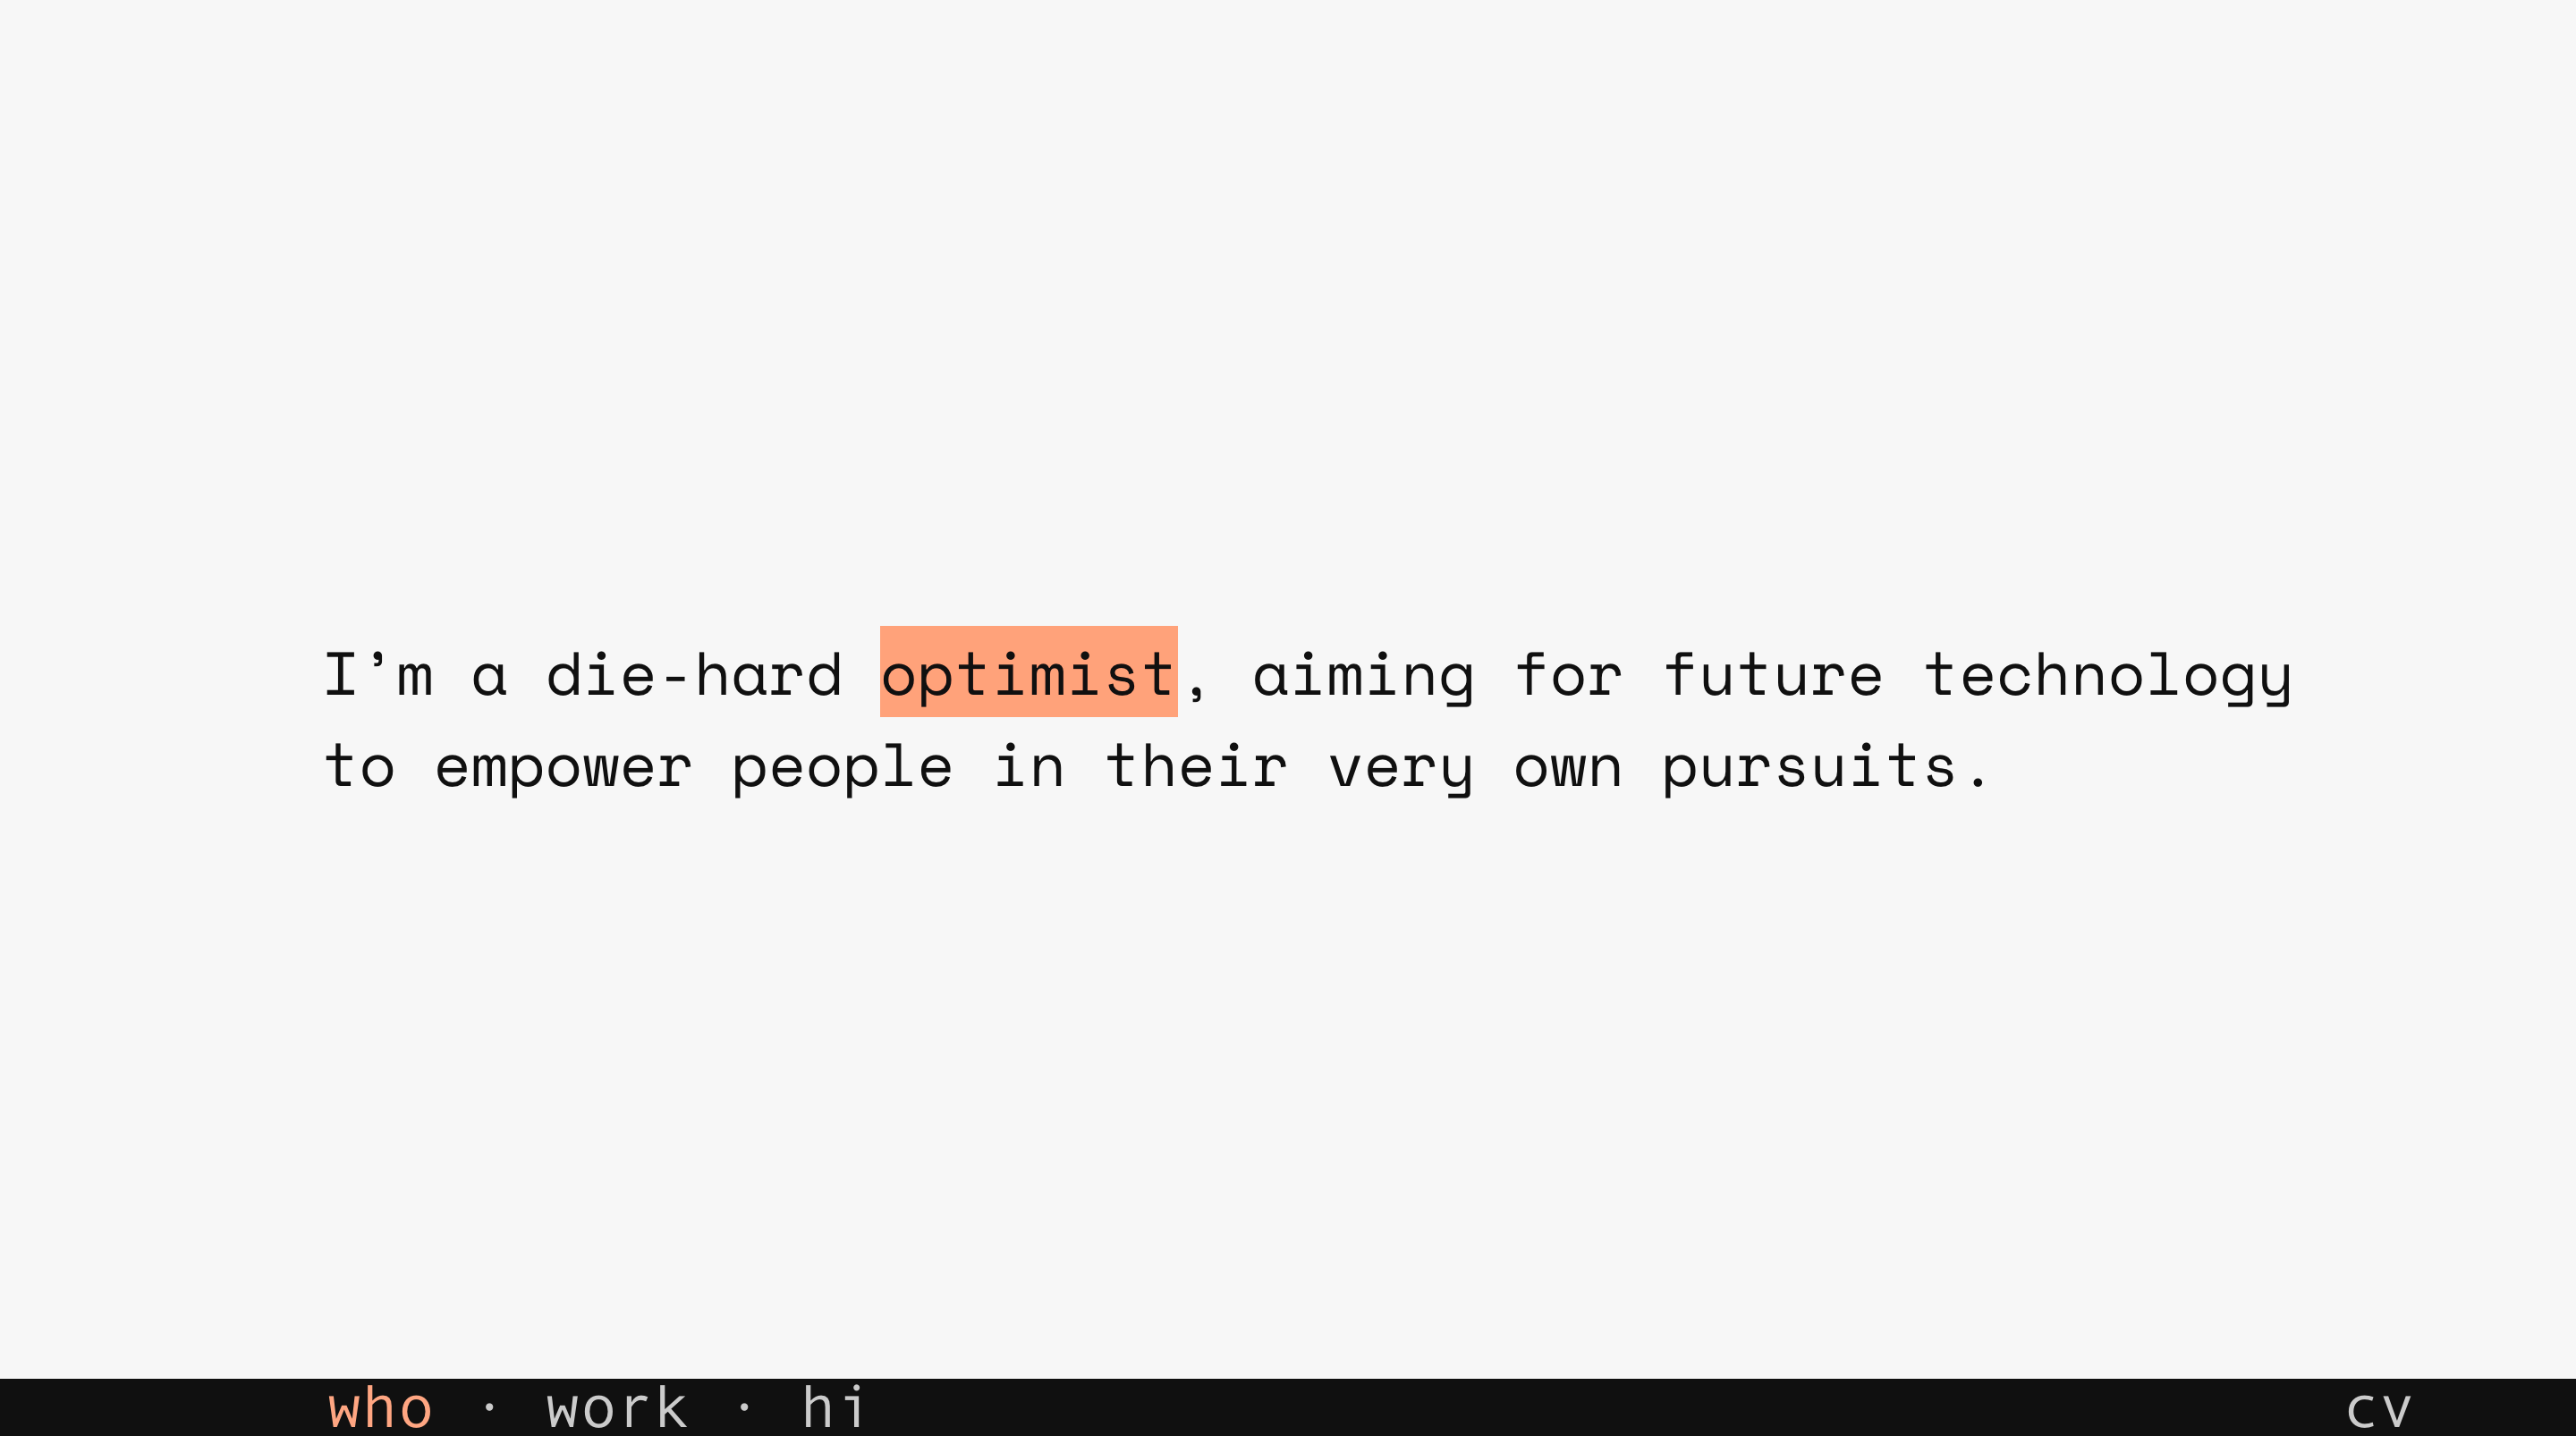 I’m a die-hard optimist, aiming for future technology
to empower people in their very own pursuits.
who · work · hi
cv